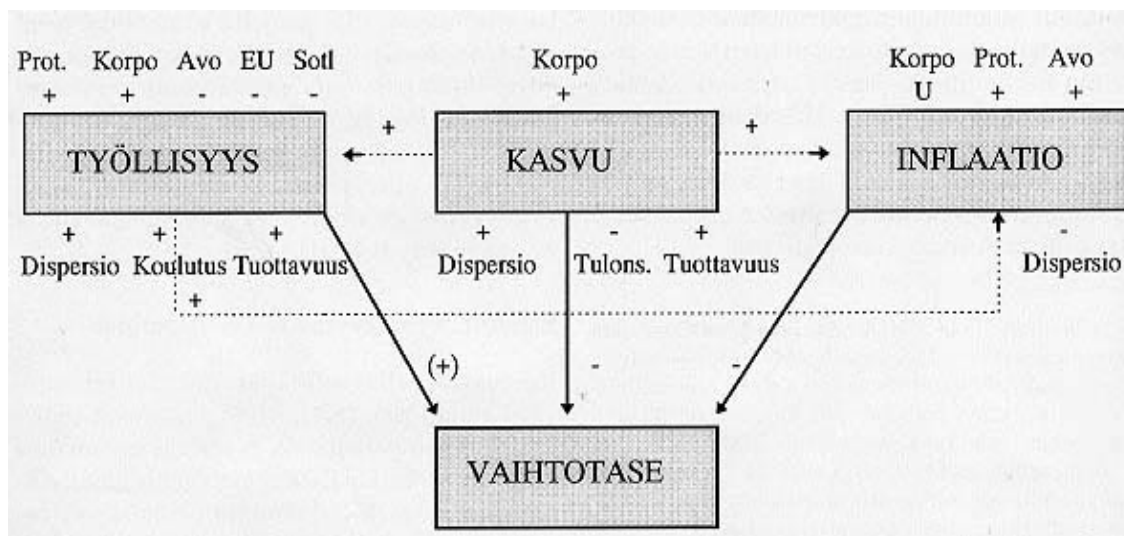 Prot. Korpo Avo EU Sotl
+ - - - -
Korpo
+
Korpo Prot. Avo
U + +
TYÖLLISYYS
+
KASVU
+
INFLAATIO
+ + +
Dispersio Koulutus Tuottavuus
+
+ - +
Dispersio Tulons. Tuottavuus
-
Dispersio
(+) - -
VAIHTOTASE